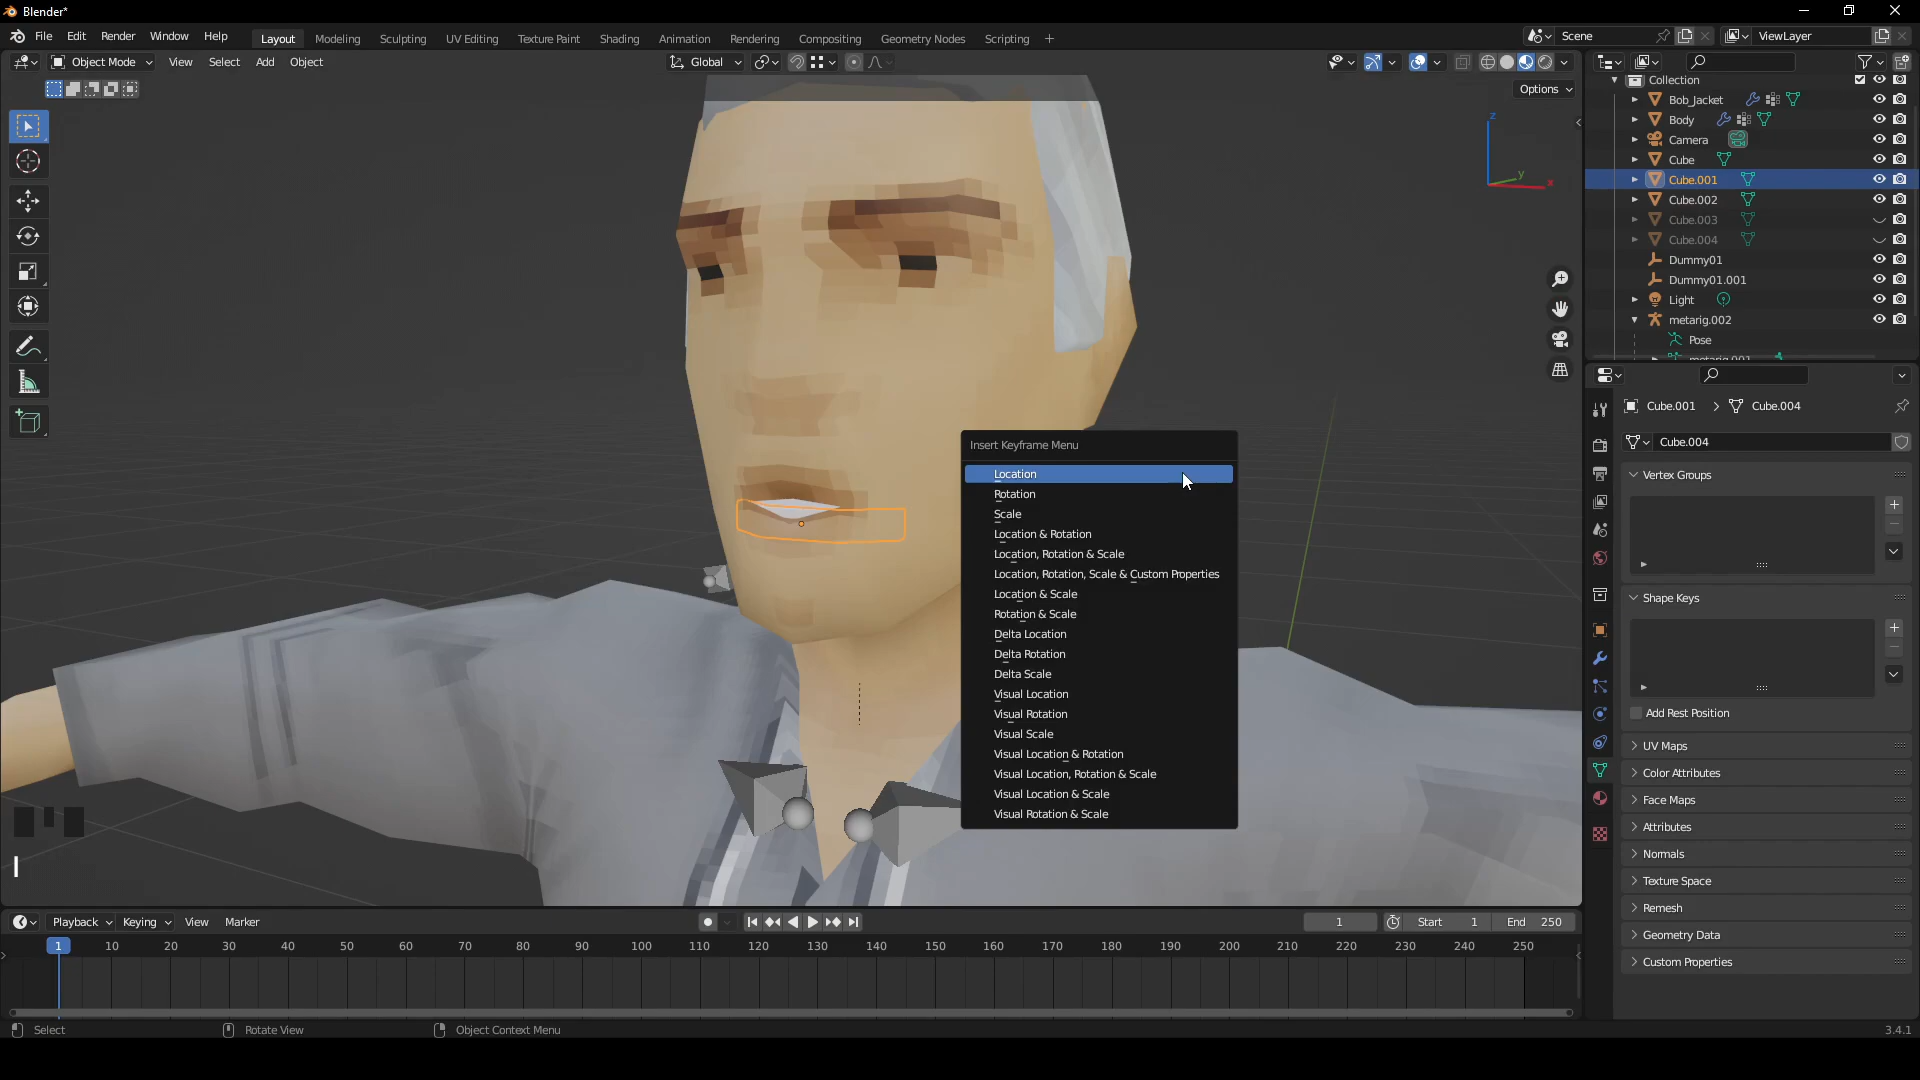 Blender*
File Edit Render Window Help
Layout Modeling Sculpting UV Editing Texture Paint Shading Animation Rendering Compositing Geometry Nodes Scripting +
Scene
ViewLayer
Object Mode View Select Add Object
Global
Options
z
y
x
Insert Keyframe Menu
Location
Rotation
Scale
Location & Rotation
Location, Rotation & Scale
Location, Rotation, Scale & Custom Properties
Location & Scale
Rotation & Scale
Delta Location
Delta Rotation
Delta Scale
Visual Location
Visual Rotation
Visual Scale
Visual Location & Rotation
Visual Location, Rotation & Scale
Visual Location & Scale
Visual Rotation & Scale
I
Collection
Bob_Jacket
Body
Camera
Cube
Cube.001
Cube.002
Cube.003
Cube.004
Dummy01
Dummy01.001
Light
metarig.002
Pose
metarig.001
Cube.001 > Cube.004
Cube.004
Vertex Groups
Shape Keys
Add Rest Position
UV Maps
Color Attributes
Face Maps
Attributes
Normals
Texture Space
Remesh
Geometry Data
Custom Properties
Playback Keying View Marker
1 Start 1 End 250
1 10 20 30 40 50 60 70 80 90 100 110 120 130 140 150 160 170 180 190 200 210 220 230 240 250
Select Rotate View Object Context Menu
3.4.1